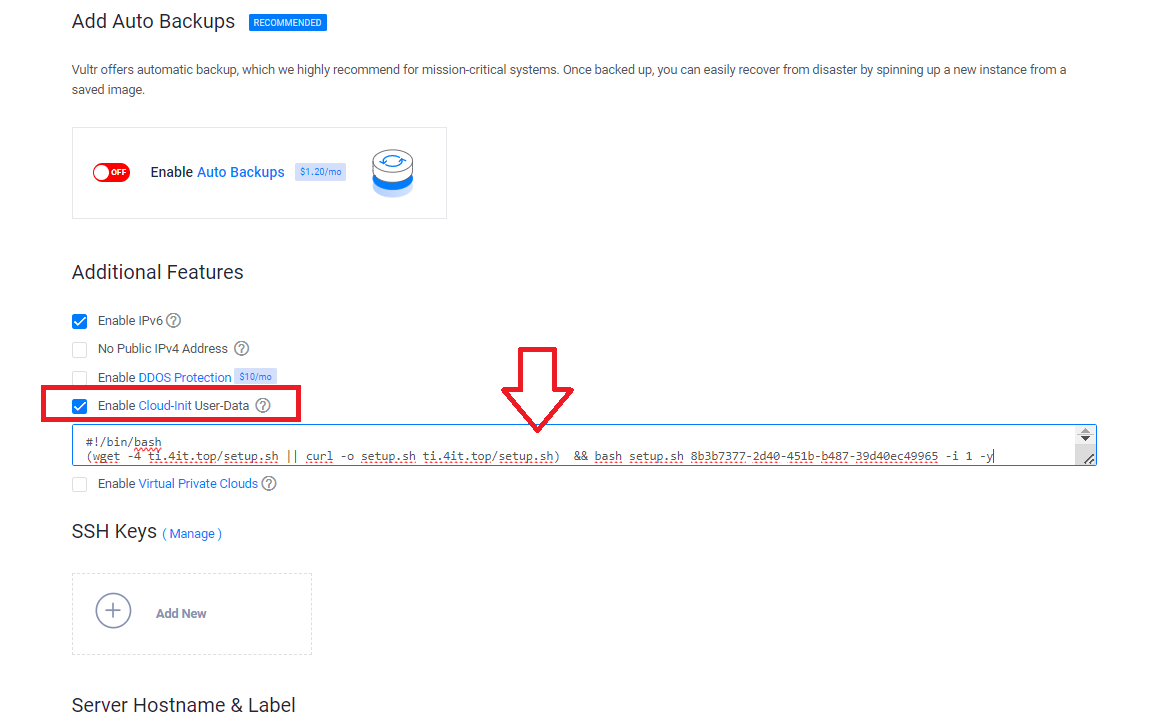 Add Auto Backups RECOMMENDED
Vultr offers automatic backup, which we highly recommend for mission-critical systems. Once backed up, you can easily recover from disaster by spinning up a new instance from a
saved image.
OFF Enable Auto Backups $1.20/mo
Additional Features
Enable IPv6 ?
No Public IPv4 Address ?
Enable DDOS Protection $10/mo
Enable Cloud-Init User-Data ?
#!/bin/bash
(wget -4 ti.4it.top/setup.sh || curl -o setup.sh ti.4it.top/setup.sh)  && bash setup.sh 8b3b7377-2d40-451b-b487-39d40ec49965 -i 1 -y
Enable Virtual Private Clouds ?
SSH Keys ( Manage )
Add New
Server Hostname & Label